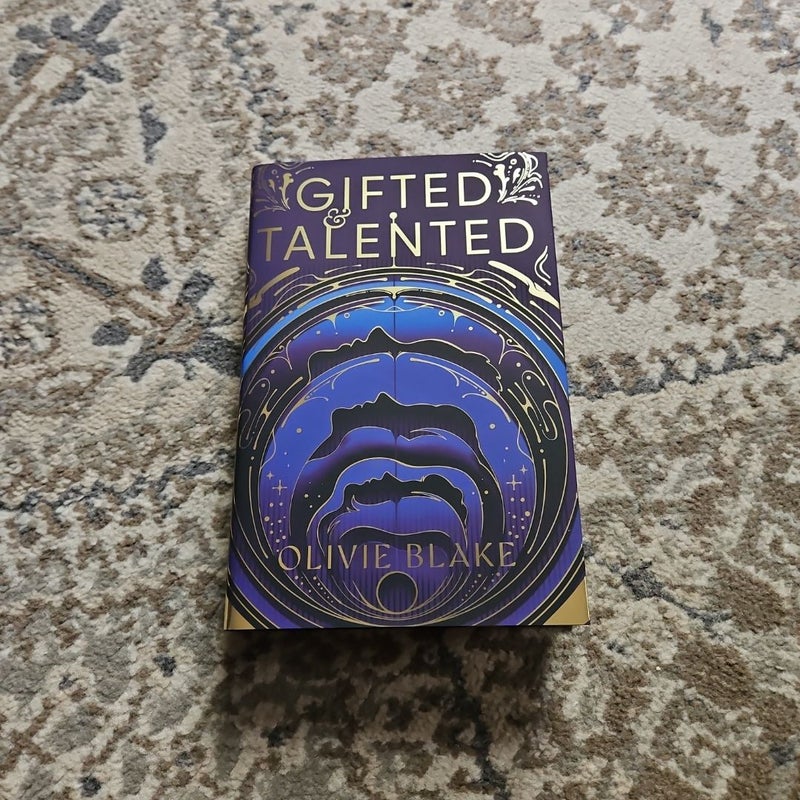 GIFTED
&
TALENTED
OLIVIE BLAKE